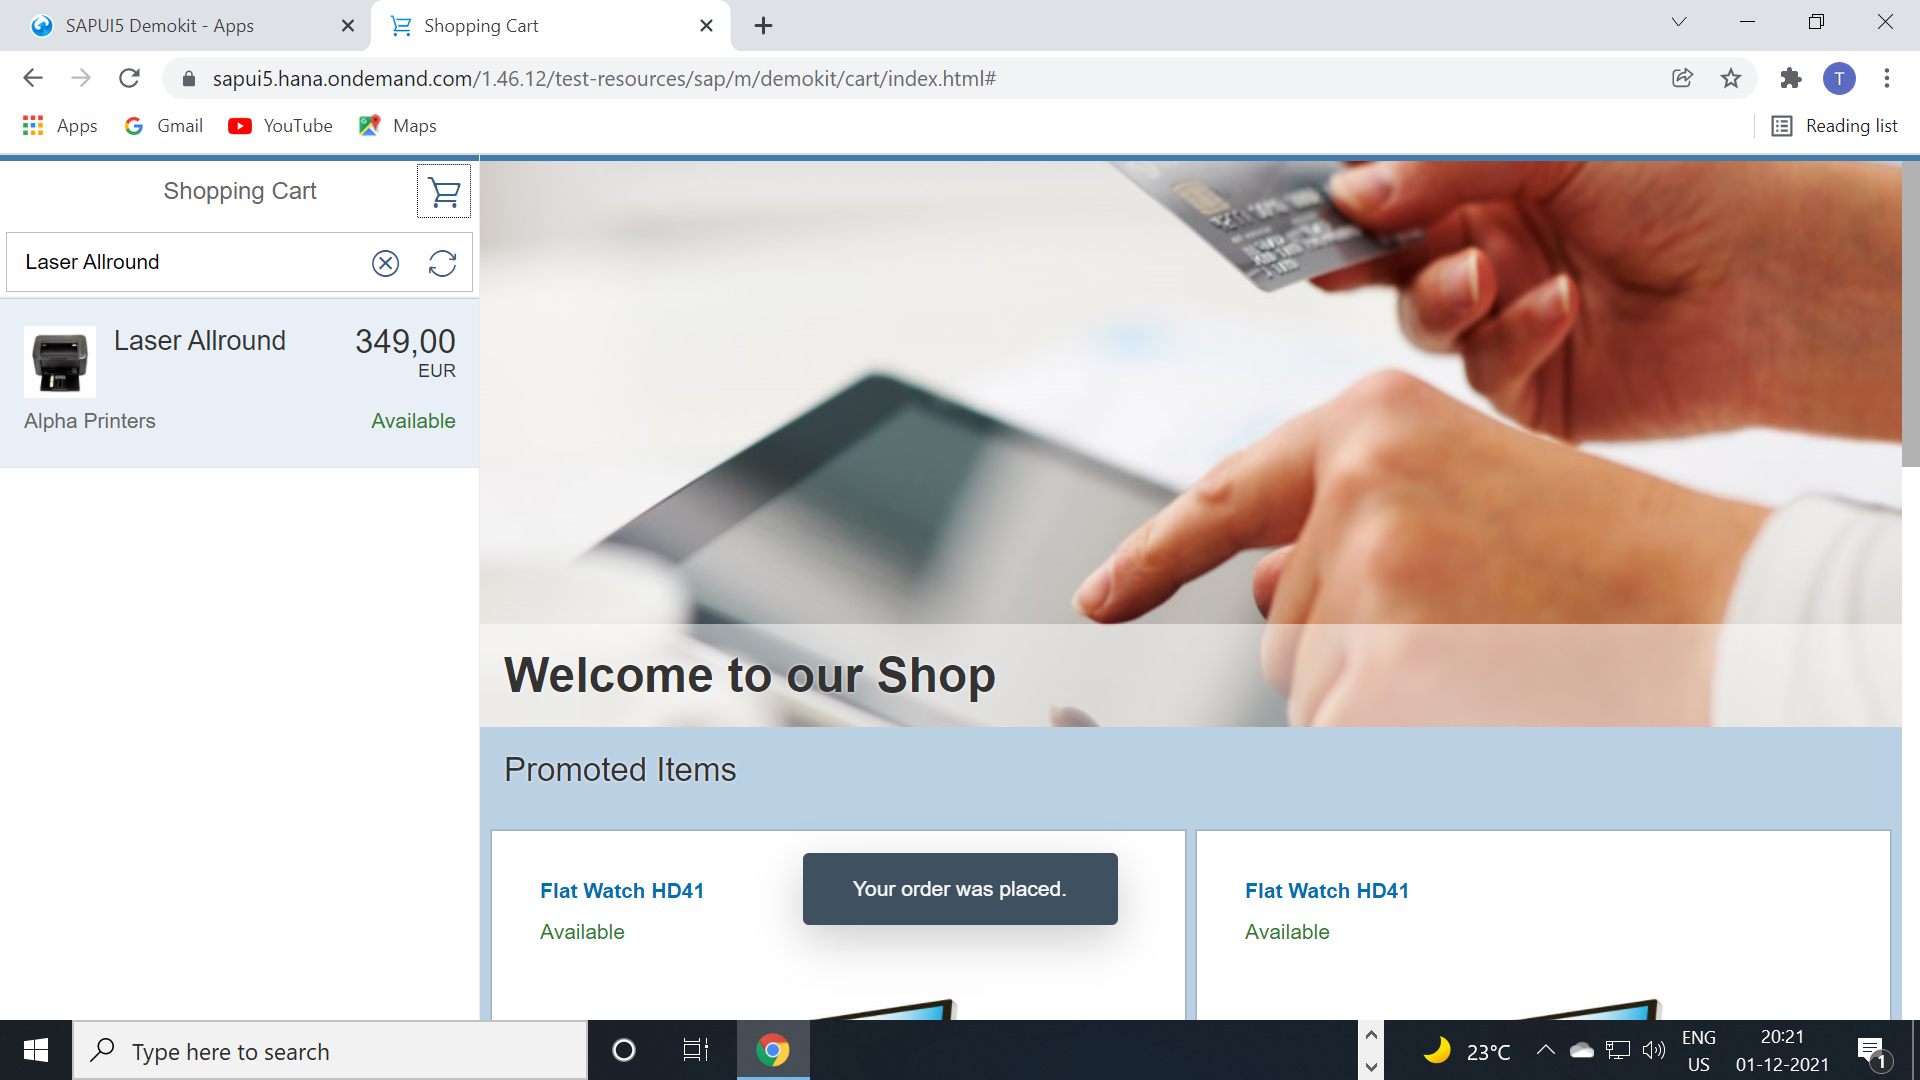 SAPUI5 Demokit - Apps
Shopping Cart
sapui5.hana.ondemand.com/1.46.12/test-resources/sap/m/demokit/cart/index.html#
T
Apps
Gmail
YouTube
Maps
Reading list
Shopping Cart
Laser Allround
Laser Allround
349,00
EUR
Alpha Printers
Available
Welcome to our Shop
Promoted Items
Flat Watch HD41
Available
Your order was placed.
Flat Watch HD41
Available
Type here to search
23°C
ENG
US
20:21
01-12-2021
1